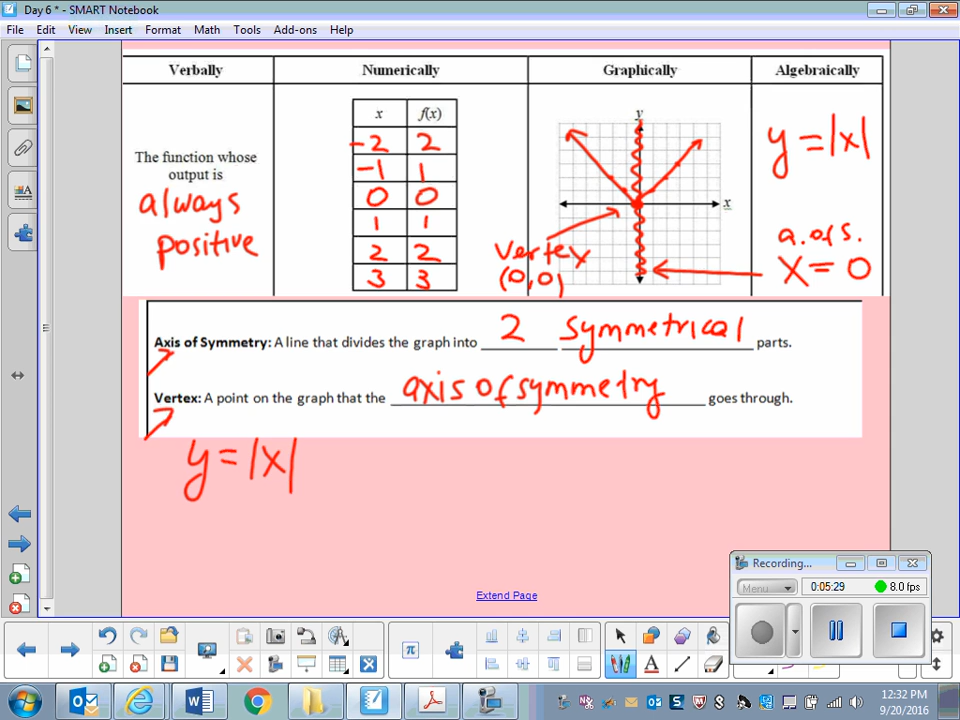 Day 6 * - SMART Notebook
File Edit View Insert Format Math Tools Add-ons Help
Verbally Numerically Graphically Algebraically
The function whose
output is
always
positive
x f(x)
-2 2
-1 1
0 0
1 1
2 2
3 3
y
x
vertex
(0,0)
y = |x|
a. of s.
x = 0
Axis of Symmetry: A line that divides the graph into 2 symmetrical parts.
Vertex: A point on the graph that the axis of symmetry goes through.
y = |x|
Extend Page
Recording...
Menu 0:05:29 8.0 fps
12:32 PM
9/20/2016